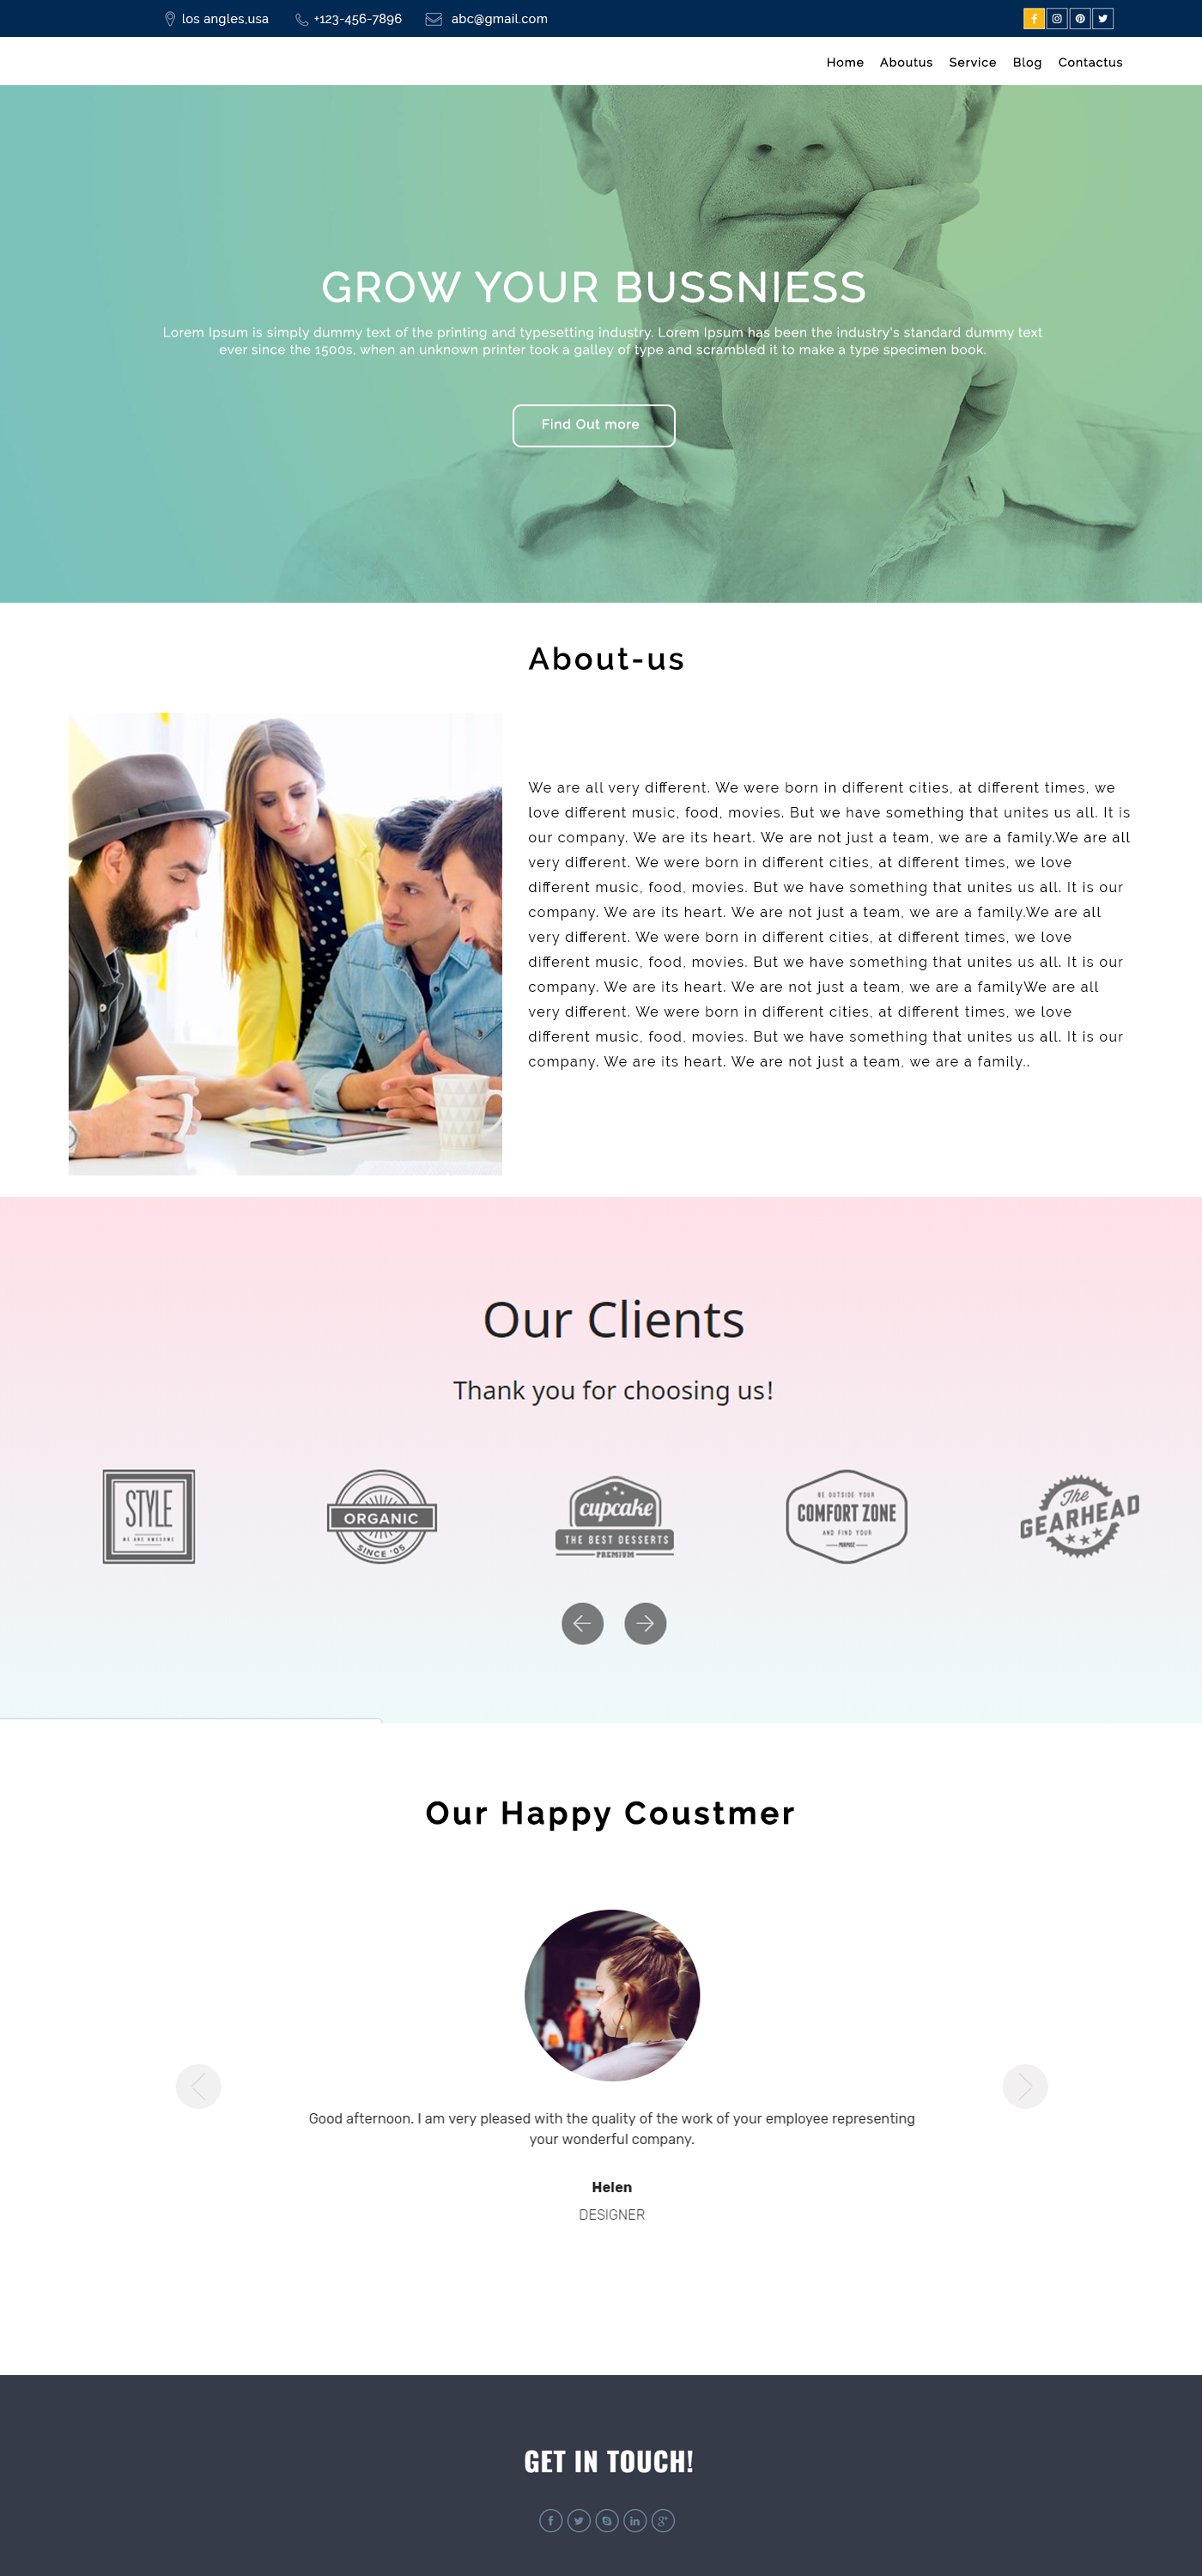 los angles,usa +123-456-7896 abc@gmail.com
Home Aboutus Service Blog Contactus
GROW YOUR BUSSNIESS
Lorem Ipsum is simply dummy text of the printing and typesetting industry. Lorem Ipsum has been the industry's standard dummy text
ever since the 1500s, when an unknown printer took a galley of type and scrambled it to make a type specimen book.
Find Out more
About-us
We are all very different. We were born in different cities, at different times, we
love different music, food, movies. But we have something that unites us all. It is
our company. We are its heart. We are not just a team, we are a family.We are all
very different. We were born in different cities, at different times, we love
different music, food, movies. But we have something that unites us all. It is our
company. We are its heart. We are not just a team, we are a family.We are all
very different. We were born in different cities, at different times, we love
different music, food, movies. But we have something that unites us all. It is our
company. We are its heart. We are not just a team, we are a familyWe are all
very different. We were born in different cities, at different times, we love
different music, food, movies. But we have something that unites us all. It is our
company. We are its heart. We are not just a team, we are a family..
Our Clients
Thank you for choosing us!
STYLE
WE ARE AWESOME
ORGANIC
SINCE '05
cupcake
THE BEST DESSERTS
PREMIUM
BE OUTSIDE YOUR
COMFORT ZONE
AND FIND YOUR
PURPOSE
The
GEARHEAD
Our Happy Coustmer
Good afternoon. I am very pleased with the quality of the work of your employee representing
your wonderful company.
Helen
DESIGNER
GET IN TOUCH!